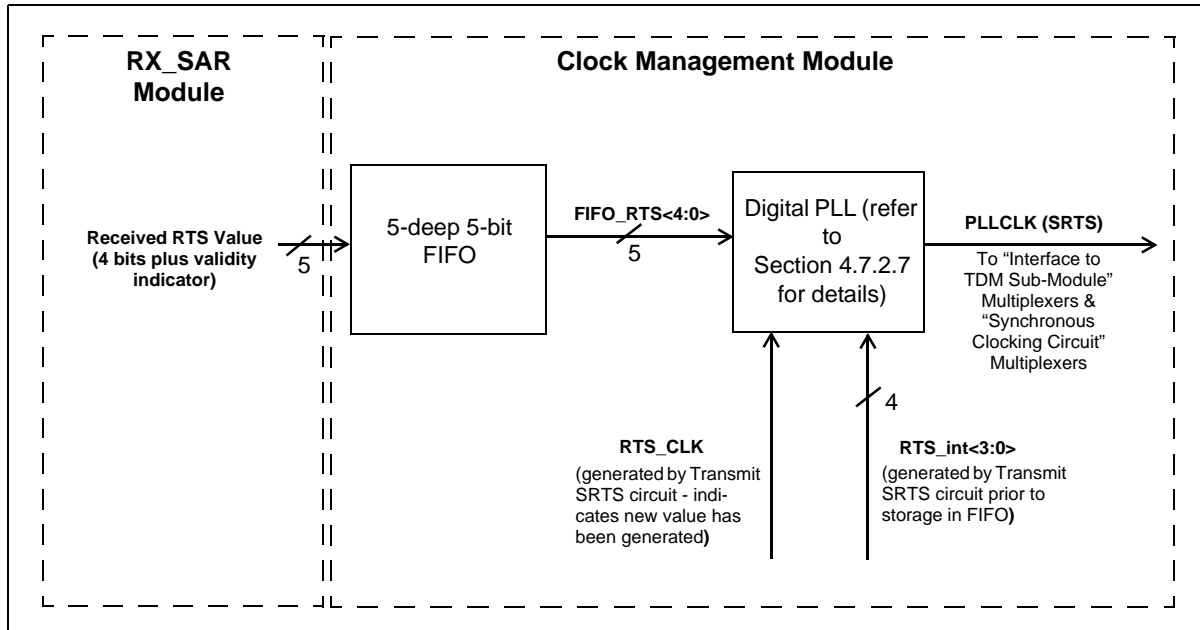 RX_SAR
Module
Clock Management Module
Received RTS Value
(4 bits plus validity
indicator)
5
5-deep 5-bit
FIFO
FIFO_RTS<4:0>
5
Digital PLL (refer
to
Section 4.7.2.7
for details)
PLLCLK (SRTS)
To “Interface to
TDM Sub-Module”
Multiplexers &
“Synchronous
Clocking Circuit”
Multiplexers
4
RTS_CLK
(generated by Transmit
SRTS circuit - indi-
cates new value has
been generated)
RTS_int<3:0>
(generated by Transmit
SRTS circuit prior to
storage in FIFO)